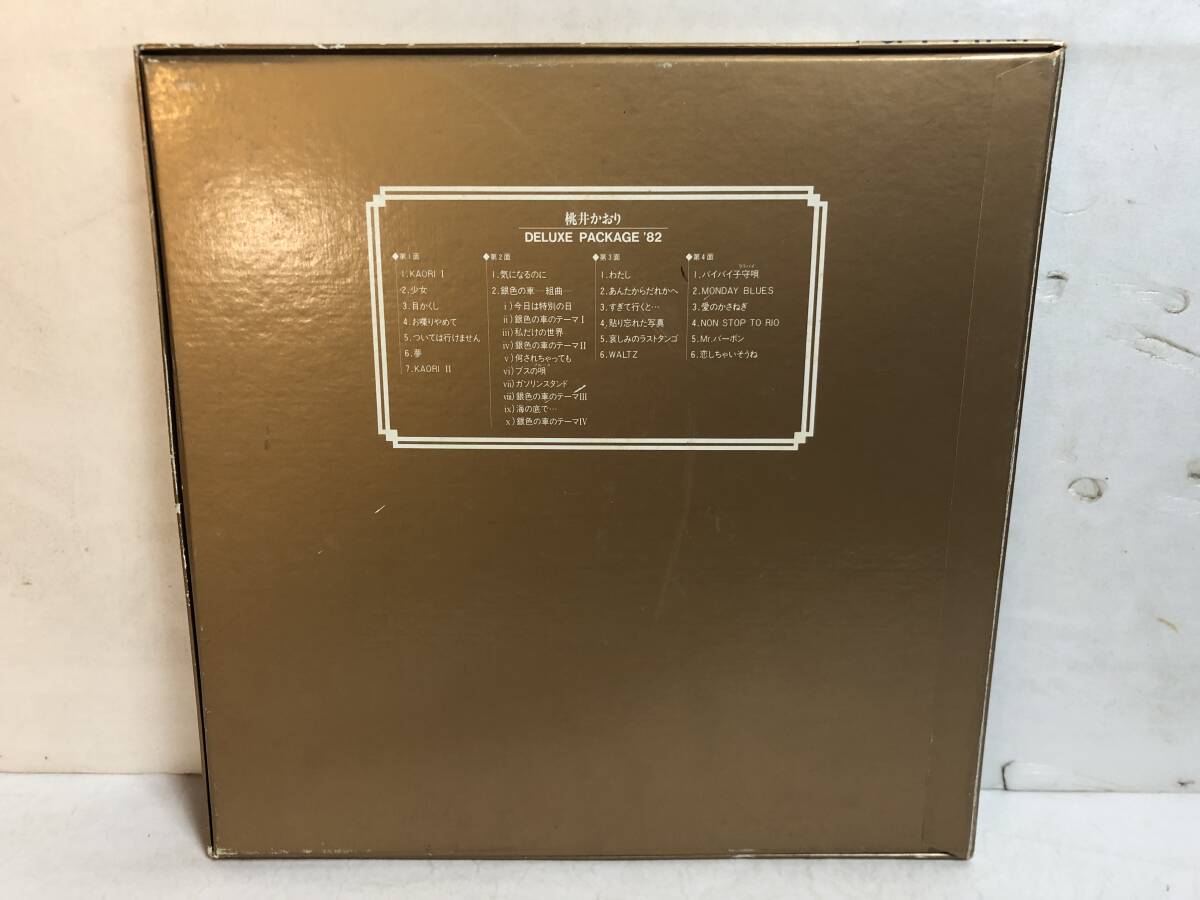 桃井かおり
DELUXE PACKAGE '82
◆第1面
1.KAORI I
2.少女
3.目かくし
4.お喋りやめて
5.ついては行けません
6.夢
7.KAORI II
◆第2面
1.気になるのに
2.銀色の車―組曲―
i)今日は特別の日
ii)銀色の車のテーマI
iii)私だけの世界
iv)銀色の車のテーマII
v)何されちゃっても
vi)ブスの唄
vii)ガソリンスタンド
viii)銀色の車のテーマIII
ix)海の底で…
x)銀色の車のテーマIV
◆第3面
1.わたし
2.あんたからだれかへ
3.すぎて行くと…
4.貼り忘れた写真
5.哀しみのラストタンゴ
6.WALTZ
◆第4面
1.バイバイ子守唄
2.MONDAY BLUES
3.愛のかさねぎ
4.NON STOP TO RIO
5.Mr.バーボン
6.恋しちゃいそうね